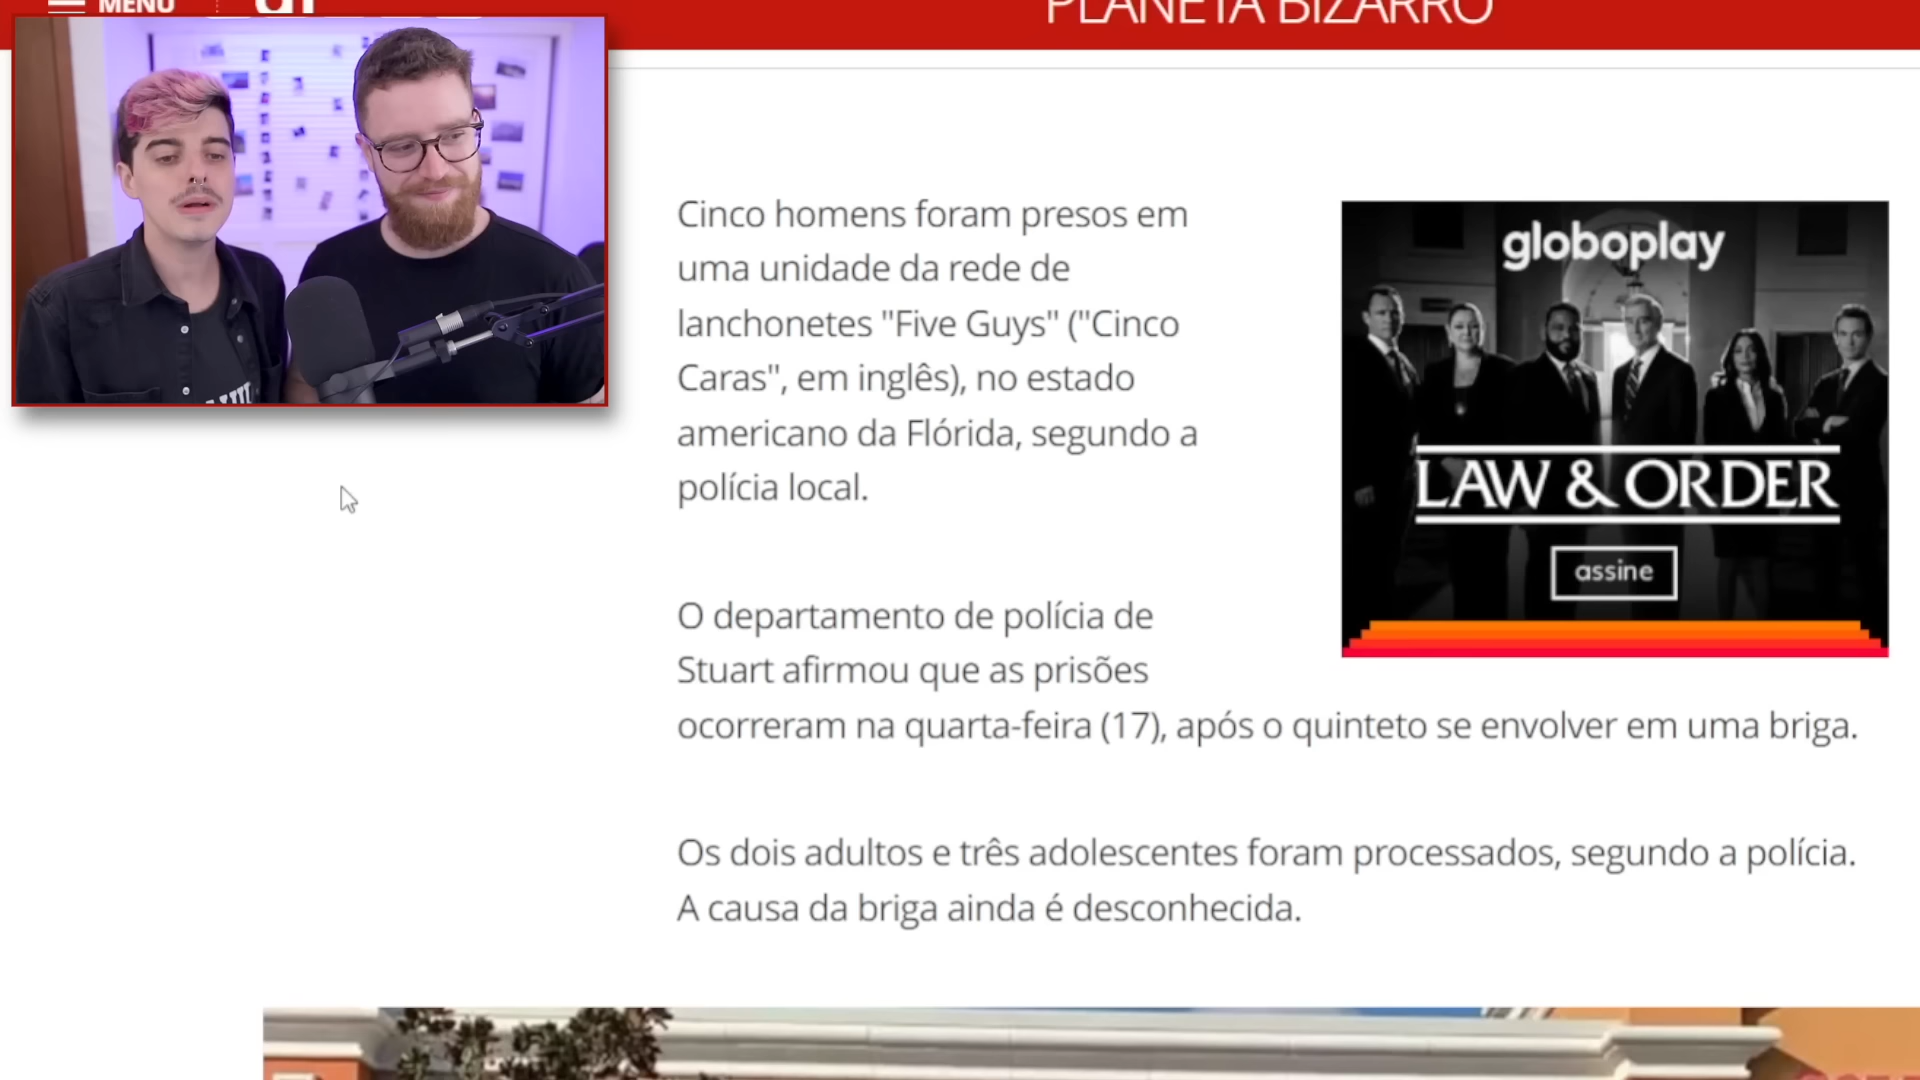 MENU
g1
PLANETA BIZARRO
Cinco homens foram presos em
uma unidade da rede de
lanchonetes "Five Guys" ("Cinco
Caras", em inglês), no estado
americano da Flórida, segundo a
polícia local.
globoplay
LAW & ORDER
assine
O departamento de polícia de
Stuart afirmou que as prisões
ocorreram na quarta-feira (17), após o quinteto se envolver em uma briga.
Os dois adultos e três adolescentes foram processados, segundo a polícia.
A causa da briga ainda é desconhecida.